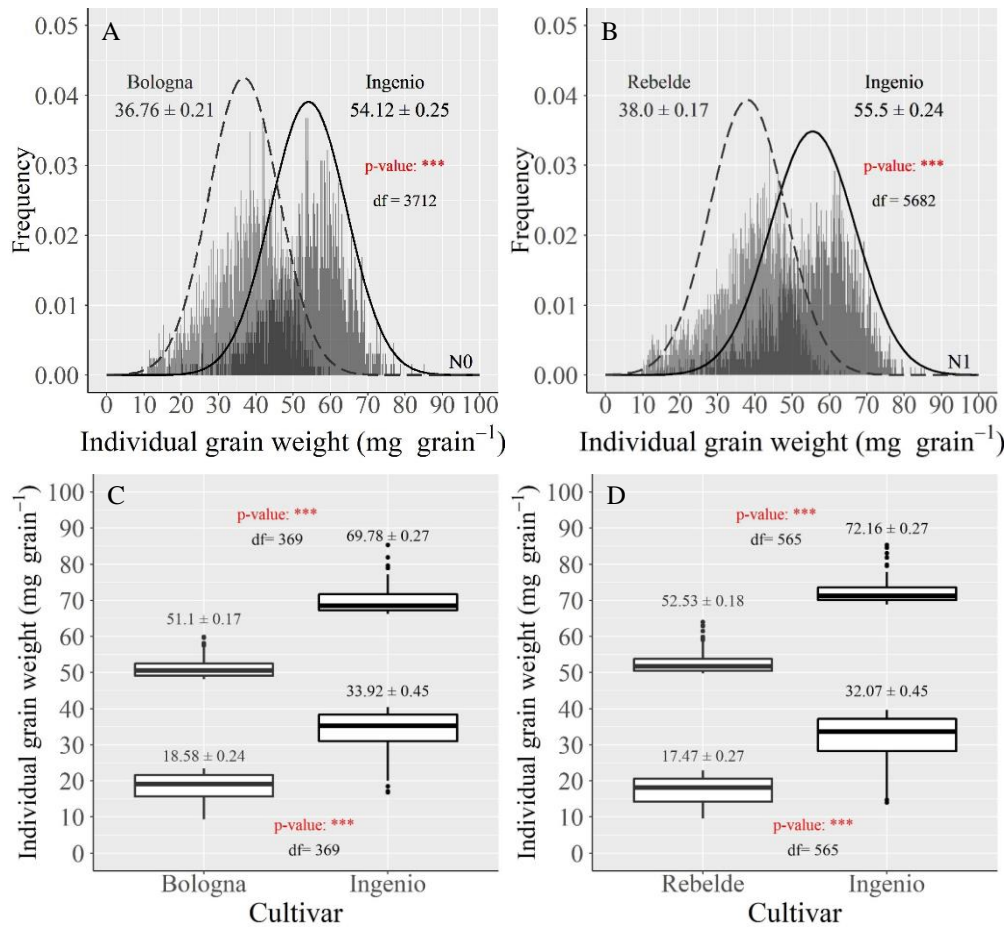 A
Bologna
36.76 ± 0.21
Ingenio
54.12 ± 0.25
p-value: ***
df = 3712
N0
Frequency
0.05
0.04
0.03
0.02
0.01
0.00
0 10 20 30 40 50 60 70 80 90 100
Individual grain weight (mg grain⁻¹)
B
Rebelde
38.0 ± 0.17
Ingenio
55.5 ± 0.24
p-value: ***
df = 5682
N1
Frequency
0.05
0.04
0.03
0.02
0.01
0.00
0 10 20 30 40 50 60 70 80 90 100
Individual grain weight (mg grain⁻¹)
C
p-value: ***
df= 369
69.78 ± 0.27
51.1 ± 0.17
33.92 ± 0.45
18.58 ± 0.24
p-value: ***
df= 369
Individual grain weight (mg grain⁻¹)
100
90
80
70
60
50
40
30
20
10
0
Bologna Ingenio
Cultivar
D
p-value: ***
df= 565
72.16 ± 0.27
52.53 ± 0.18
32.07 ± 0.45
17.47 ± 0.27
p-value: ***
df= 565
Individual grain weight (mg grain⁻¹)
100
90
80
70
60
50
40
30
20
10
0
Rebelde Ingenio
Cultivar